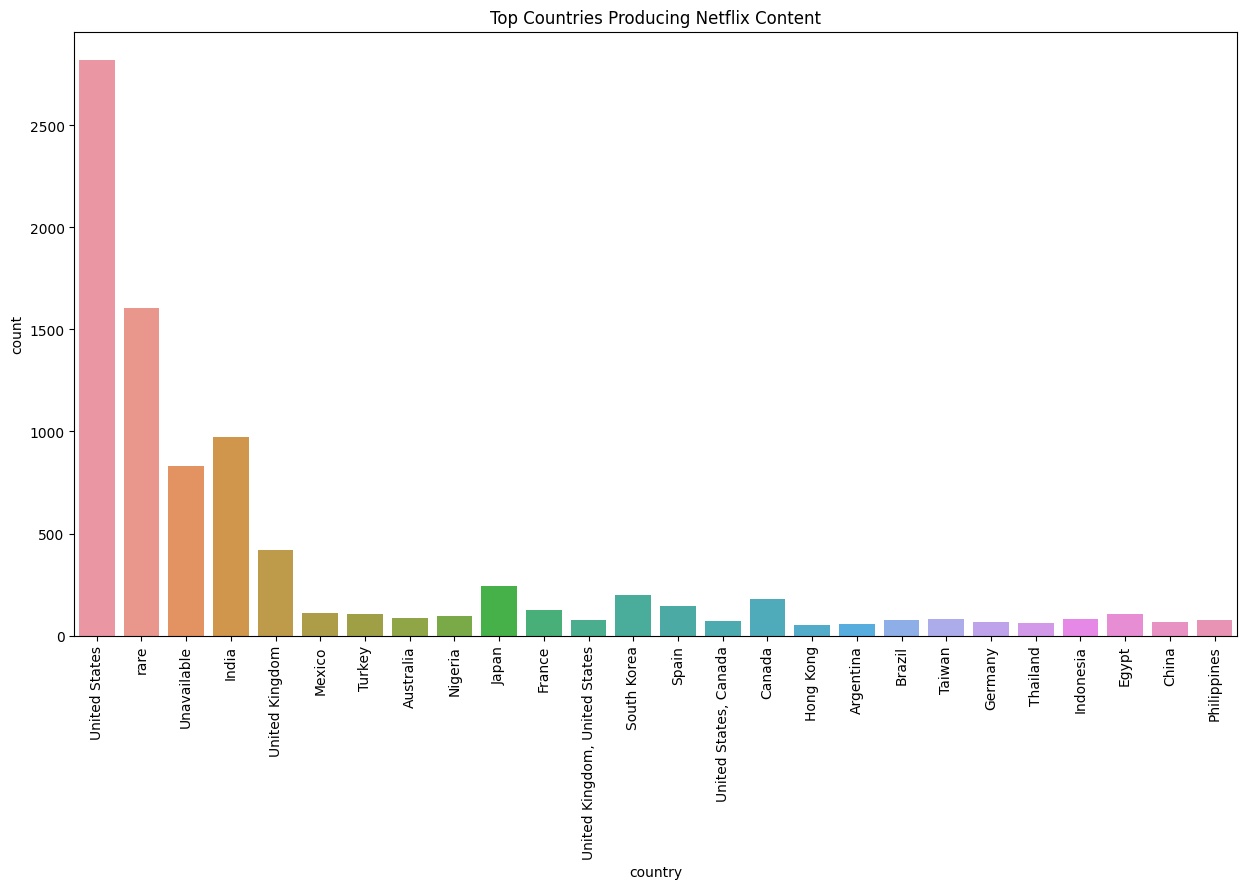 Top Countries Producing Netflix Content
count
2500
2000
1500
1000
500
0
United States
rare
Unavailable
India
United Kingdom
Mexico
Turkey
Australia
Nigeria
Japan
France
United Kingdom, United States
South Korea
Spain
United States, Canada
Canada
Hong Kong
Argentina
Brazil
Taiwan
Germany
Thailand
Indonesia
Egypt
China
Philippines
country